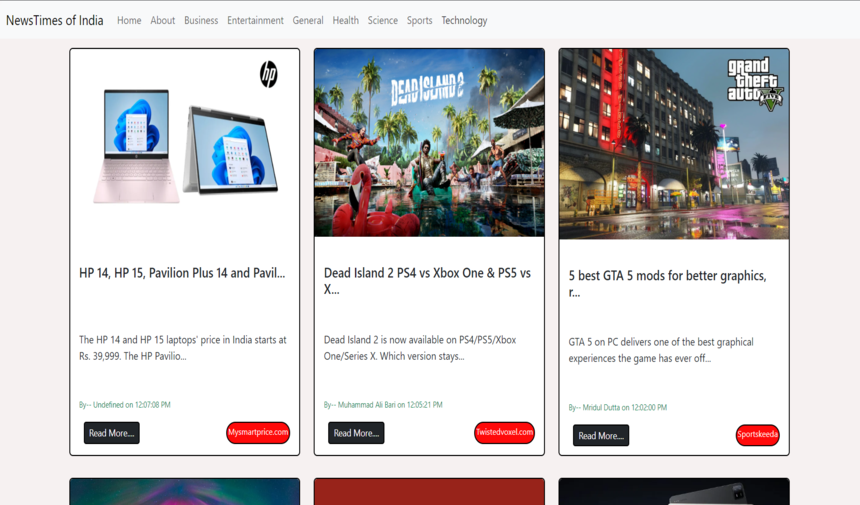 NewsTimes of India
Home
About
Business
Entertainment
General
Health
Science
Sports
Technology
hp
HP 14, HP 15, Pavilion Plus 14 and Pavil...
The HP 14 and HP 15 laptops' price in India starts at
Rs. 39,999. The HP Pavilio...
By-- Undefined on 12:07:08 PM
Read More....
Mysmartprice.com
DEAD ISLAND 2
Dead Island 2 PS4 vs Xbox One & PS5 vs
X...
Dead Island 2 is now available on PS4/PS5/Xbox
One/Series X. Which version stays...
By-- Muhammad Ali Bari on 12:05:21 PM
Read More....
Twistedvoxel.com
grand
theft
auto V
5 best GTA 5 mods for better graphics,
r...
GTA 5 on PC delivers one of the best graphical
experiences the game has ever off...
By-- Mridul Dutta on 12:02:00 PM
Read More....
Sportskeeda